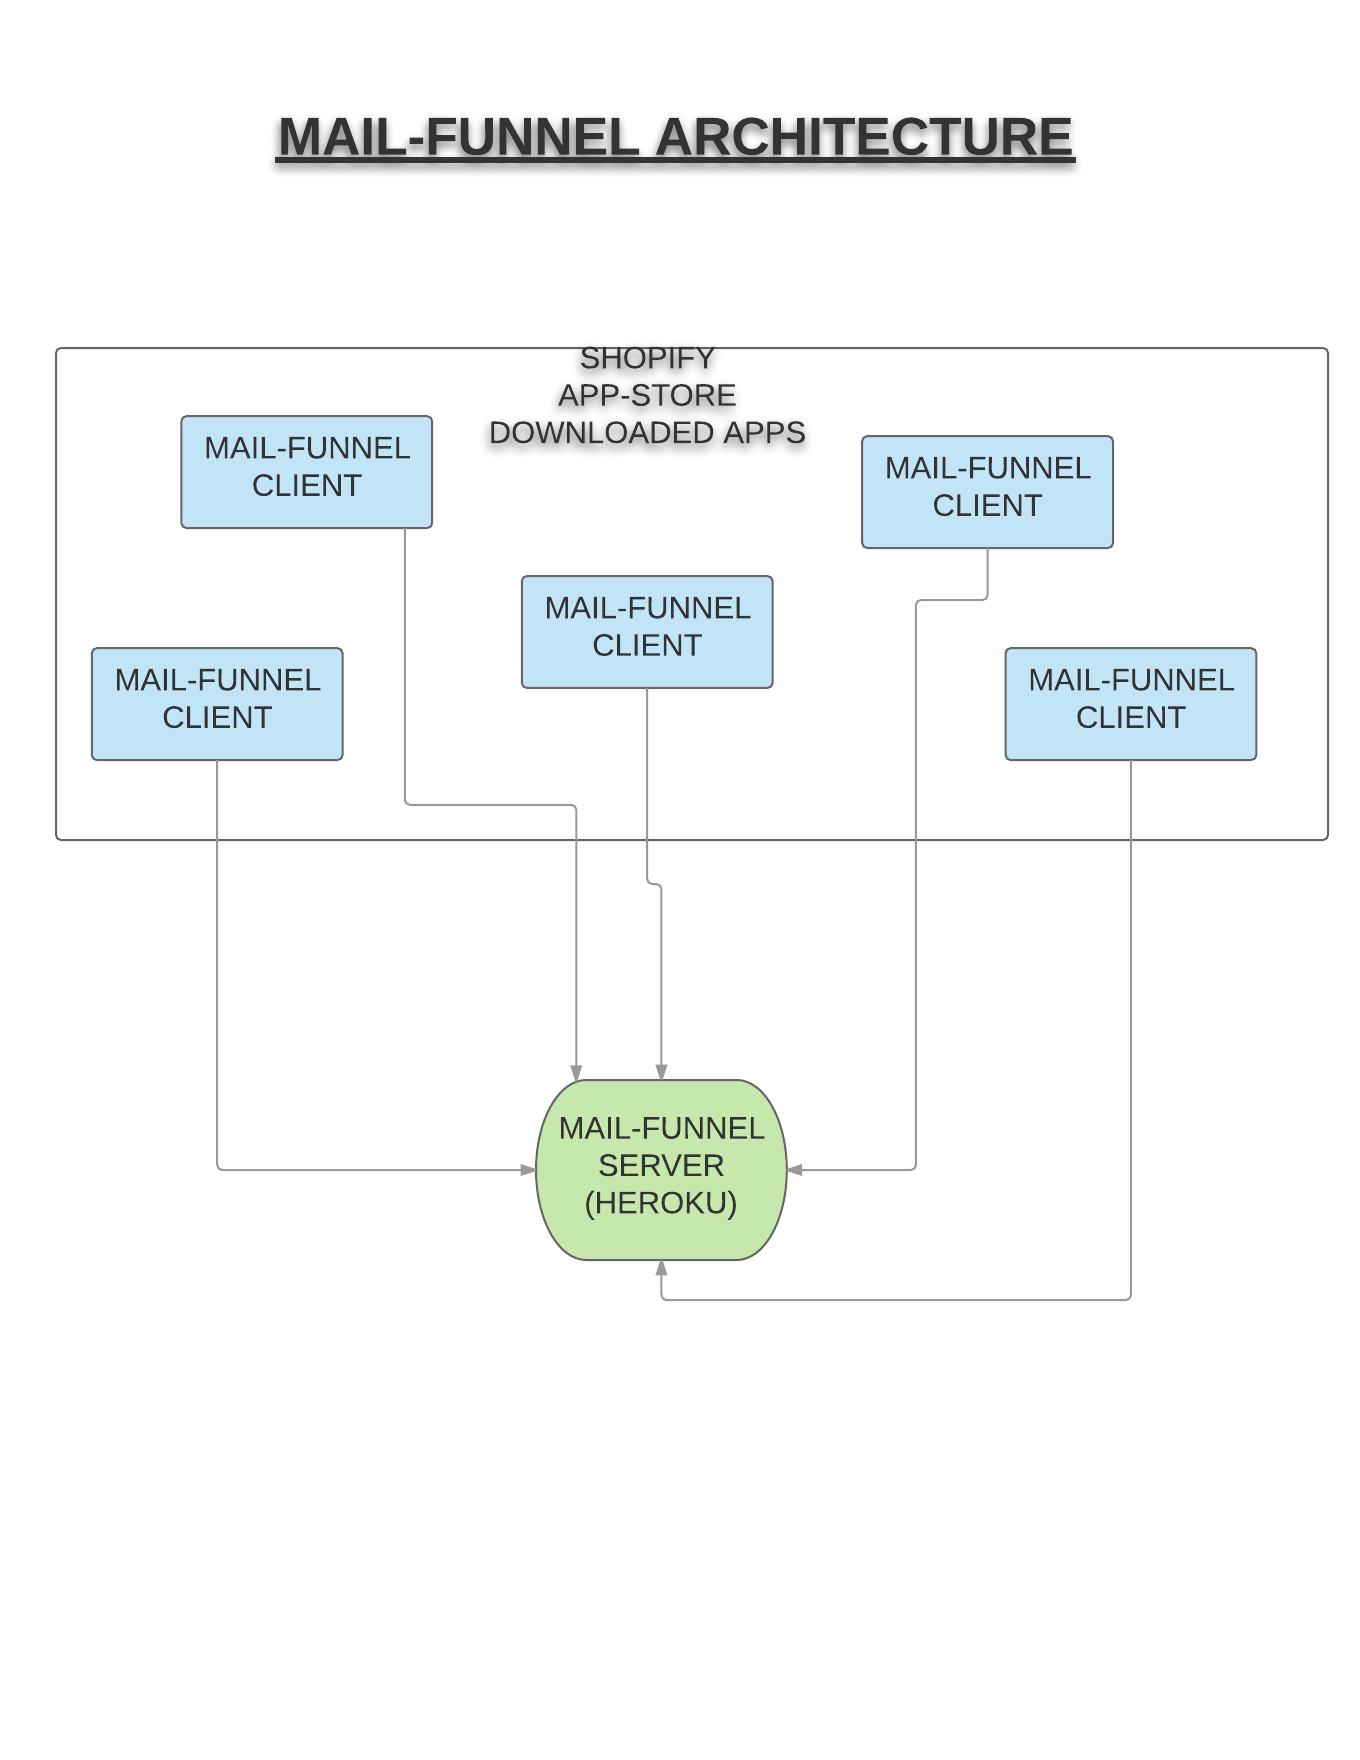 MAIL-FUNNEL ARCHITECTURE
SHOPIFY
APP-STORE
DOWNLOADED APPS
MAIL-FUNNEL
CLIENT
MAIL-FUNNEL
CLIENT
MAIL-FUNNEL
CLIENT
MAIL-FUNNEL
CLIENT
MAIL-FUNNEL
CLIENT
MAIL-FUNNEL
SERVER
(HEROKU)